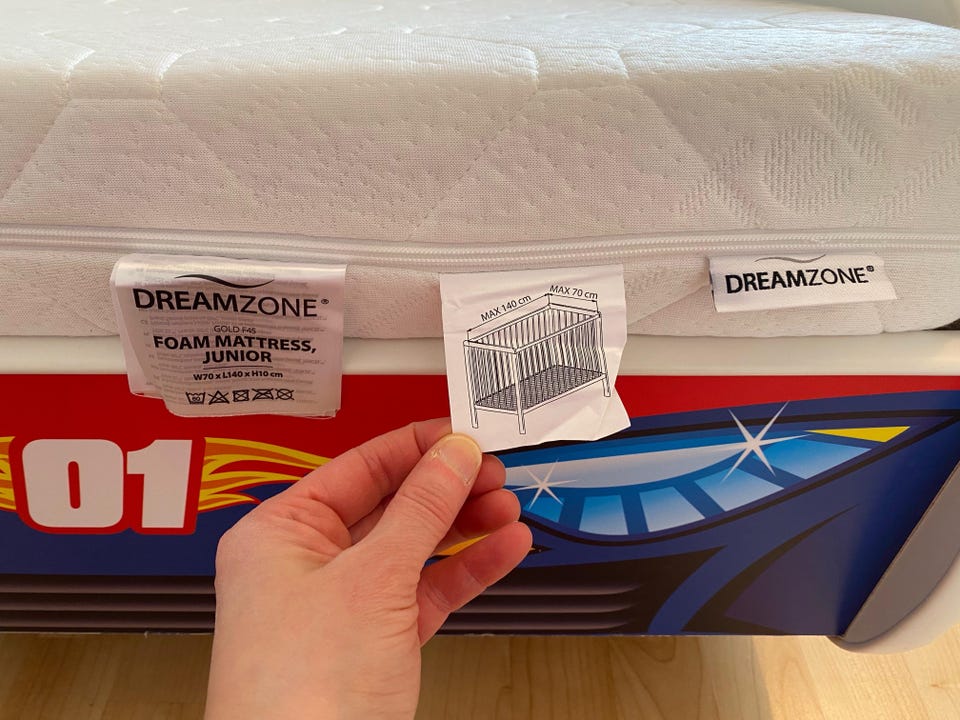 DREAMZONE®
GOLD F45
FOAM MATTRESS,
JUNIOR
W70 x L140 x H10 cm
MAX 140 cm
MAX 70 cm
DREAMZONE®
01